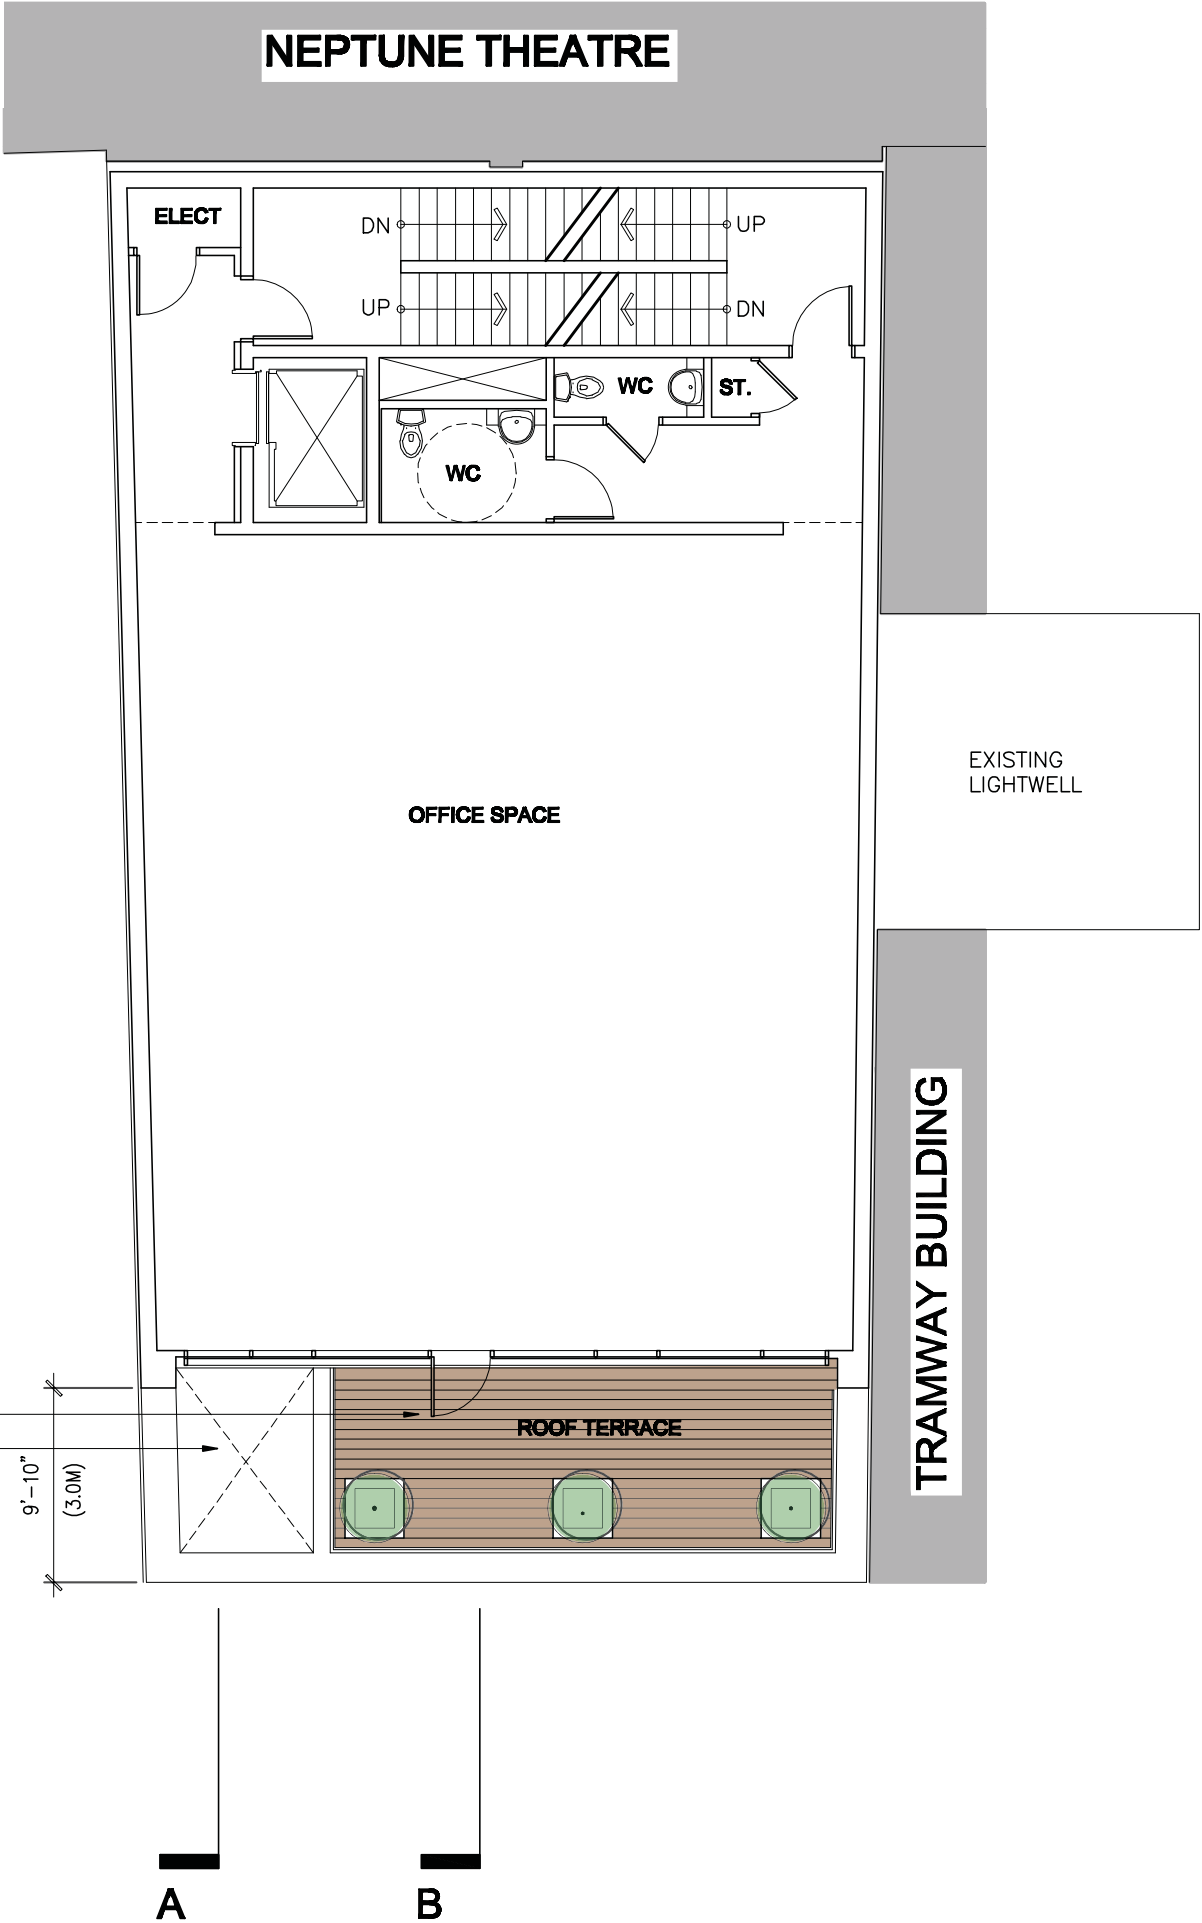 NEPTUNE THEATRE
ELECT
DN
UP
UP
DN
WC
ST.
WC
EXISTING
LIGHTWELL
OFFICE SPACE
TRAMWAY BUILDING
ROOF TERRACE
9'-10"
(3.0M)
A
B